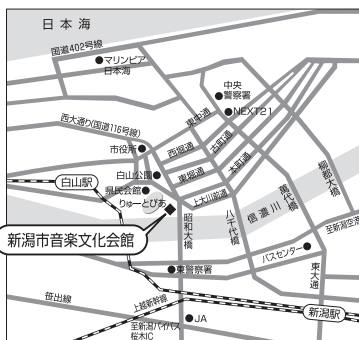 日本海
国道402号線
マリンピア
日本海
中央
警察署
NEXT21
西大通り(国道116号線)
東中通
西堀通
古町通
市役所
白山公園
東堀通
本町通
柳都大橋
白山駅
県民会館
りゅーとぴあ
上大川前通
萬代橋
信濃川
昭和大橋
八千代橋
至新潟空港
新潟市音楽文化会館
バスセンター
東警察署
東大通
笹出線
上越新幹線
新潟駅
JA
至新潟バイパス
桜木IC